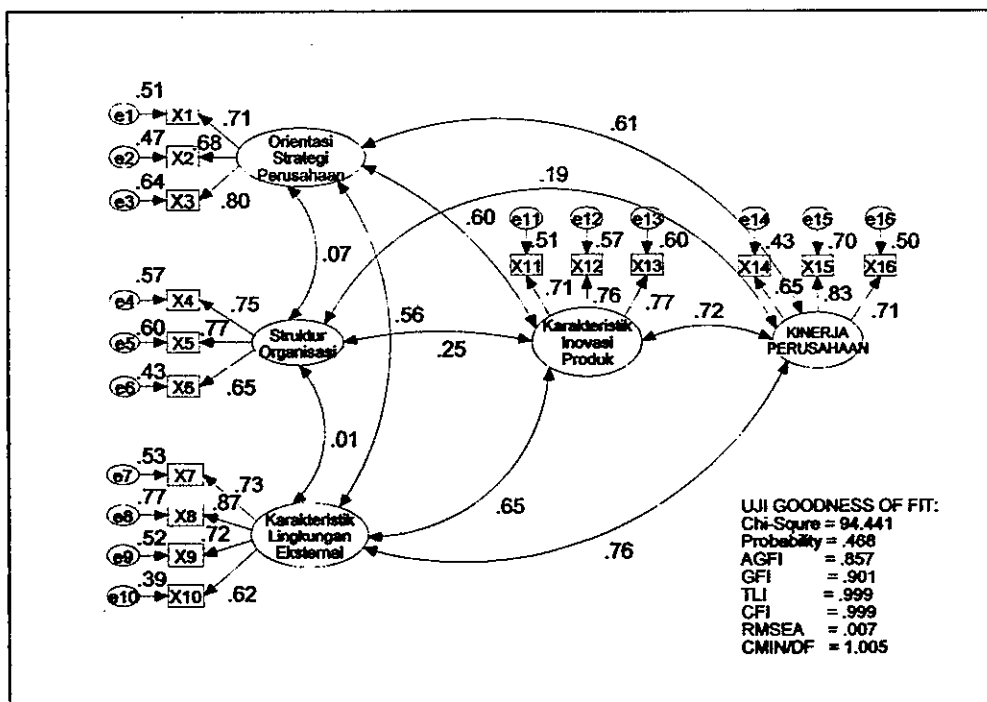 .51
e1
X1
.71
.47
e2
X2
.68
.64
e3
X3
.80
Orientasi
Strategi
Perusahaan
.61
.19
.60
.07
.57
e4
X4
.75
.60
e5
X5
.77
.43
e6
X6
.65
Struktur
Organisasi
.56
.25
.01
e11
e12
e13
.51
.57
.60
X11
X12
X13
.71
.76
.77
Karakteristik
Inovasi
Produk
.72
e14
e15
e16
.43
.70
.50
X14
X15
X16
.65
.83
.71
KINERJA
PERUSAHAAN
.53
e7
X7
.73
.77
e8
X8
.87
.52
e9
X9
.72
.39
e10
X10
.62
Karakteristik
Lingkungan
Eksternal
.65
.76
UJI GOODNESS OF FIT:
Chi-Squre = 94.441
Probability = .468
AGFI = .857
GFI = .901
TLI = .999
CFI = .999
RMSEA = .007
CMIN/DF = 1.005